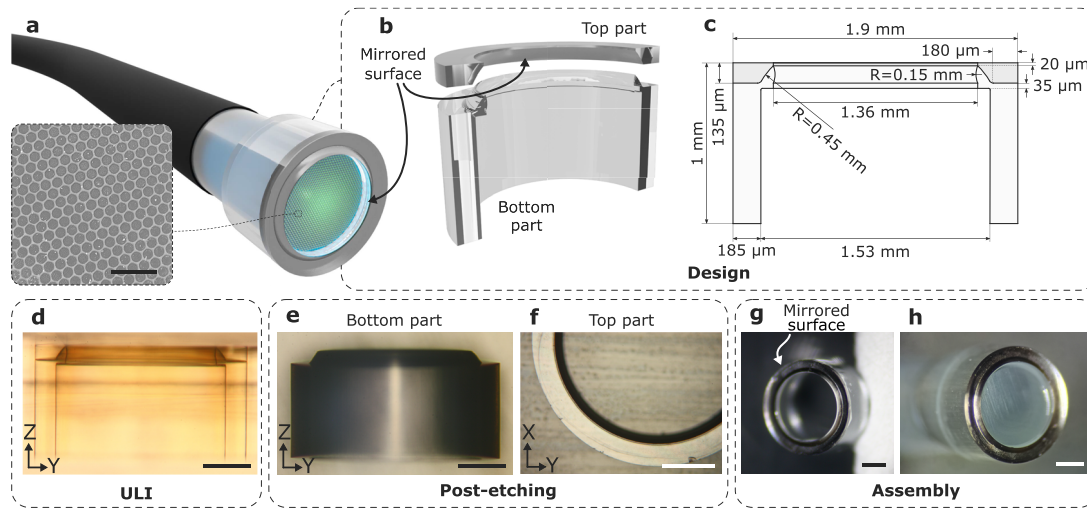 a
b
Top part
Mirrored
surface
Bottom
part
c
1.9 mm
180 µm
20 µm
R=0.15 mm
35 µm
1 mm
135 µm
1.36 mm
R=0.45 mm
185 µm
1.53 mm
Design
d
Z
Y
ULI
e
Bottom part
Z
Y
f
Top part
X
Y
Post-etching
g
Mirrored
surface
h
Assembly